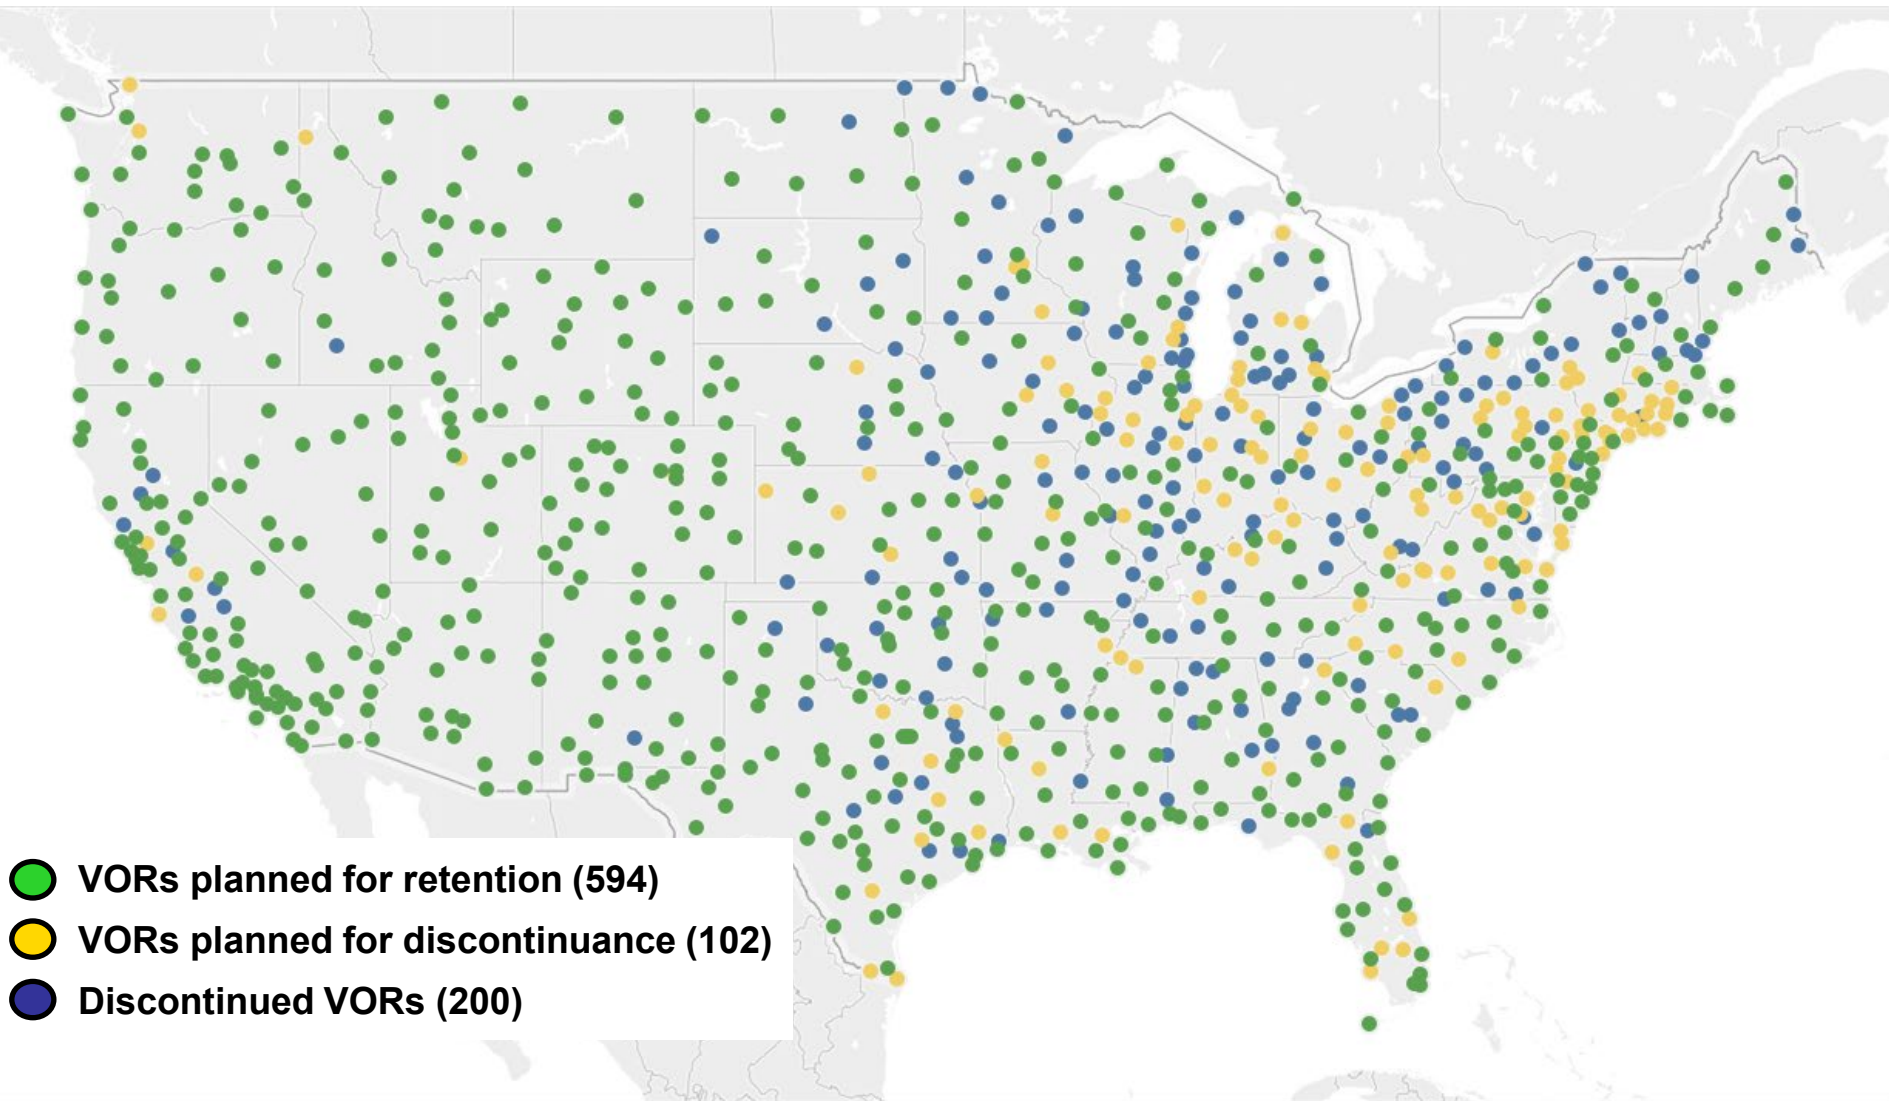 VORs planned for retention (594)
VORs planned for discontinuance (102)
Discontinued VORs (200)